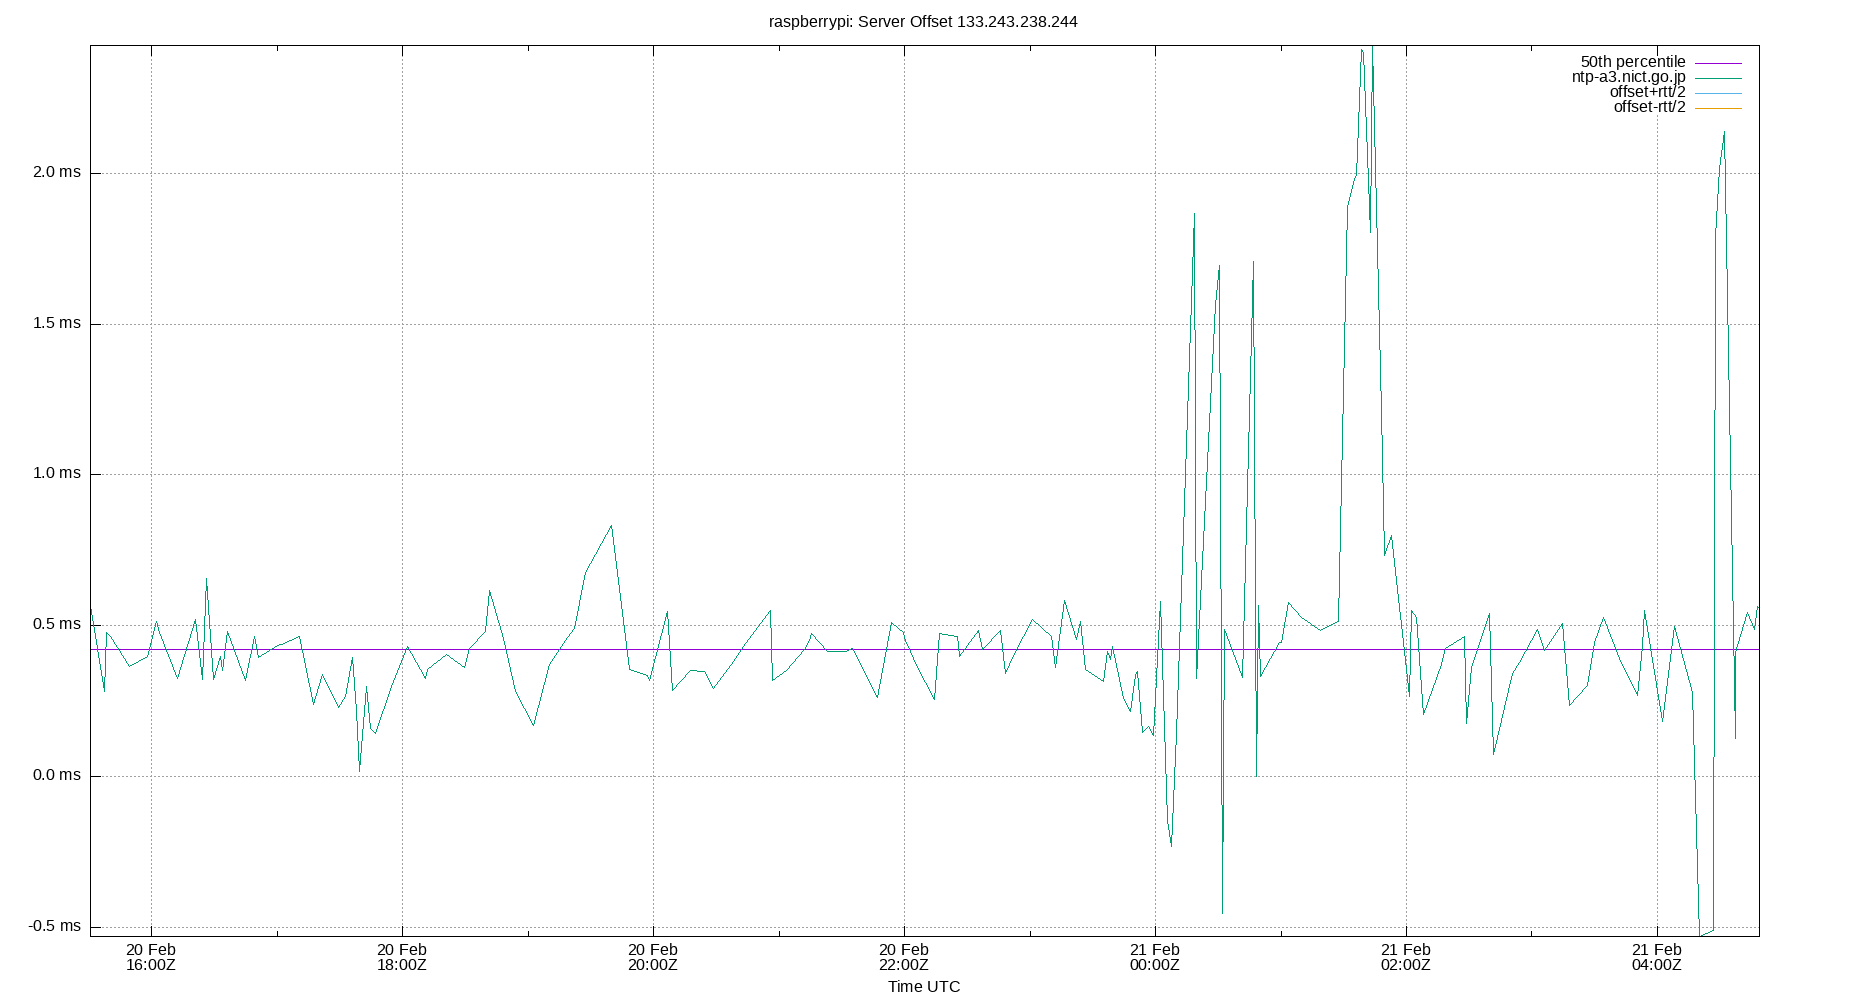 raspberrypi: Server Offset 133.243.238.244
50th percentile
ntp-a3.nict.go.jp
offset+rtt/2
offset-rtt/2
2.0 ms
1.5 ms
1.0 ms
0.5 ms
0.0 ms
-0.5 ms
20 Feb 20 Feb 20 Feb 20 Feb 21 Feb 21 Feb 21 Feb
16:00Z 18:00Z 20:00Z 22:00Z 00:00Z 02:00Z 04:00Z
Time UTC